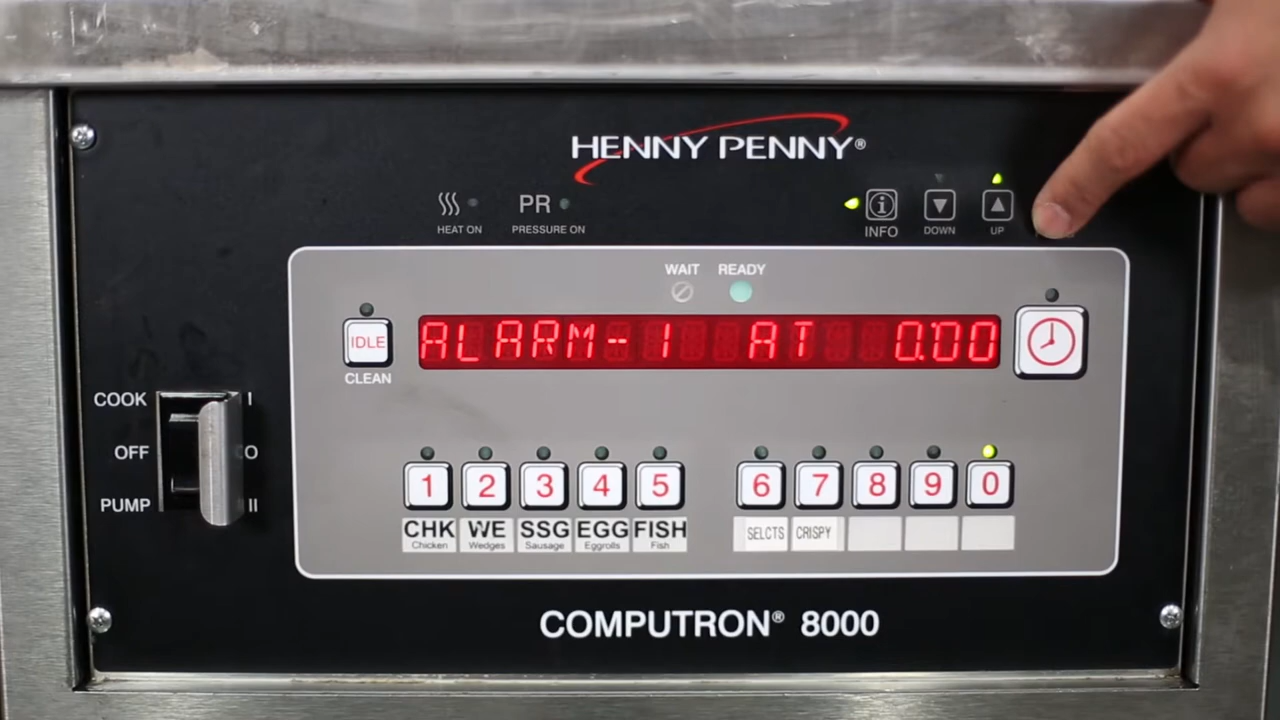 HENNY PENNY®
PR
HEAT ON
PRESSURE ON
INFO
DOWN
UP
WAIT
READY
IDLE
CLEAN
ALARM-1 AT 0:00
COOK I
OFF O
PUMP II
1 2 3 4 5 6 7 8 9 0
CHK WE SSG EGG FISH SELCTS CRISPY
Chicken Wedges Sausage Eggrolls Fish
COMPUTRON® 8000